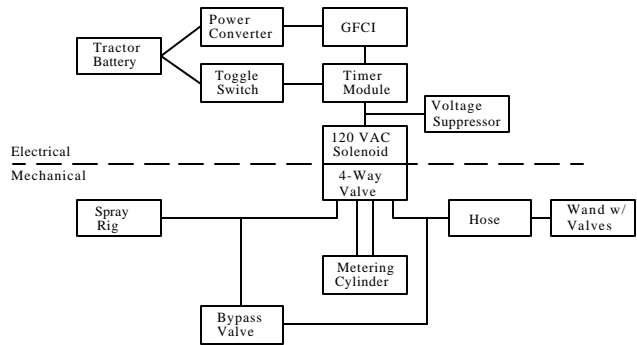 Power
Converter
GFCI
Tractor
Battery
Toggle
Switch
Timer
Module
Voltage
Suppressor
120 VAC
Solenoid
Electrical
Mechanical
4-Way
Valve
Spray
Rig
Hose
Wand w/
Valves
Metering
Cylinder
Bypass
Valve